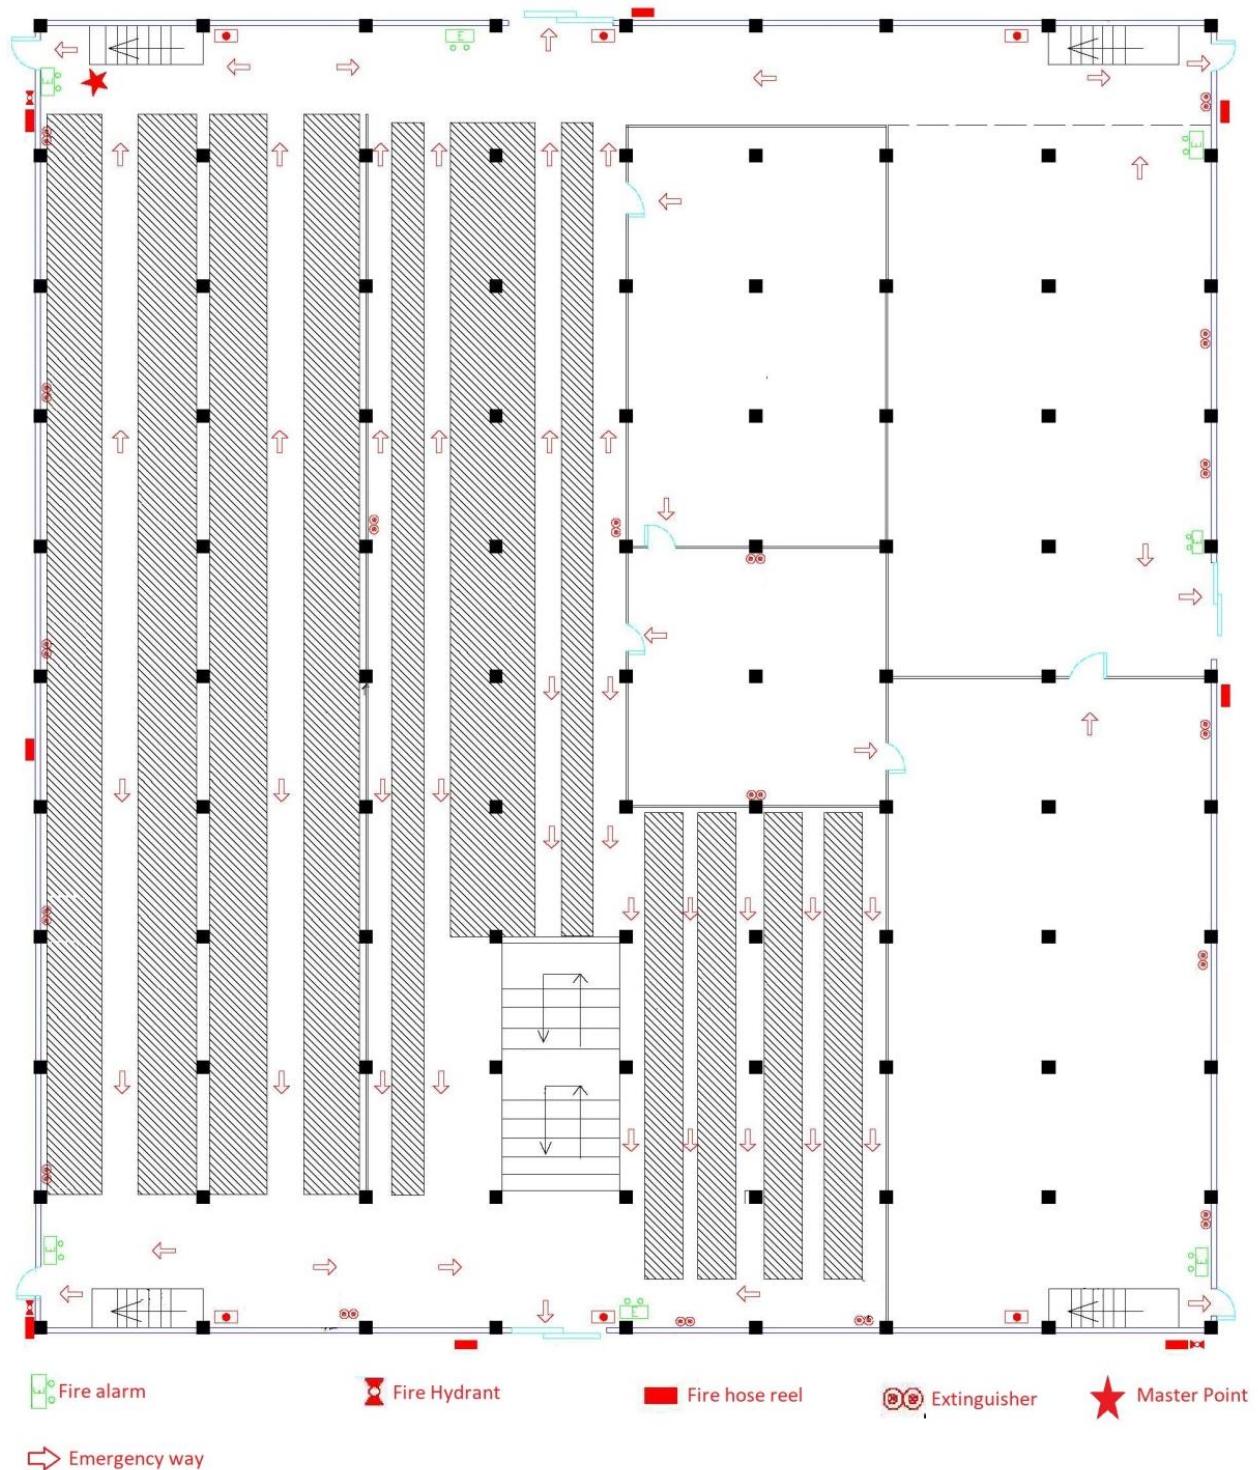 Fire alarm
Fire Hydrant
Fire hose reel
Extinguisher
Master Point
Emergency way